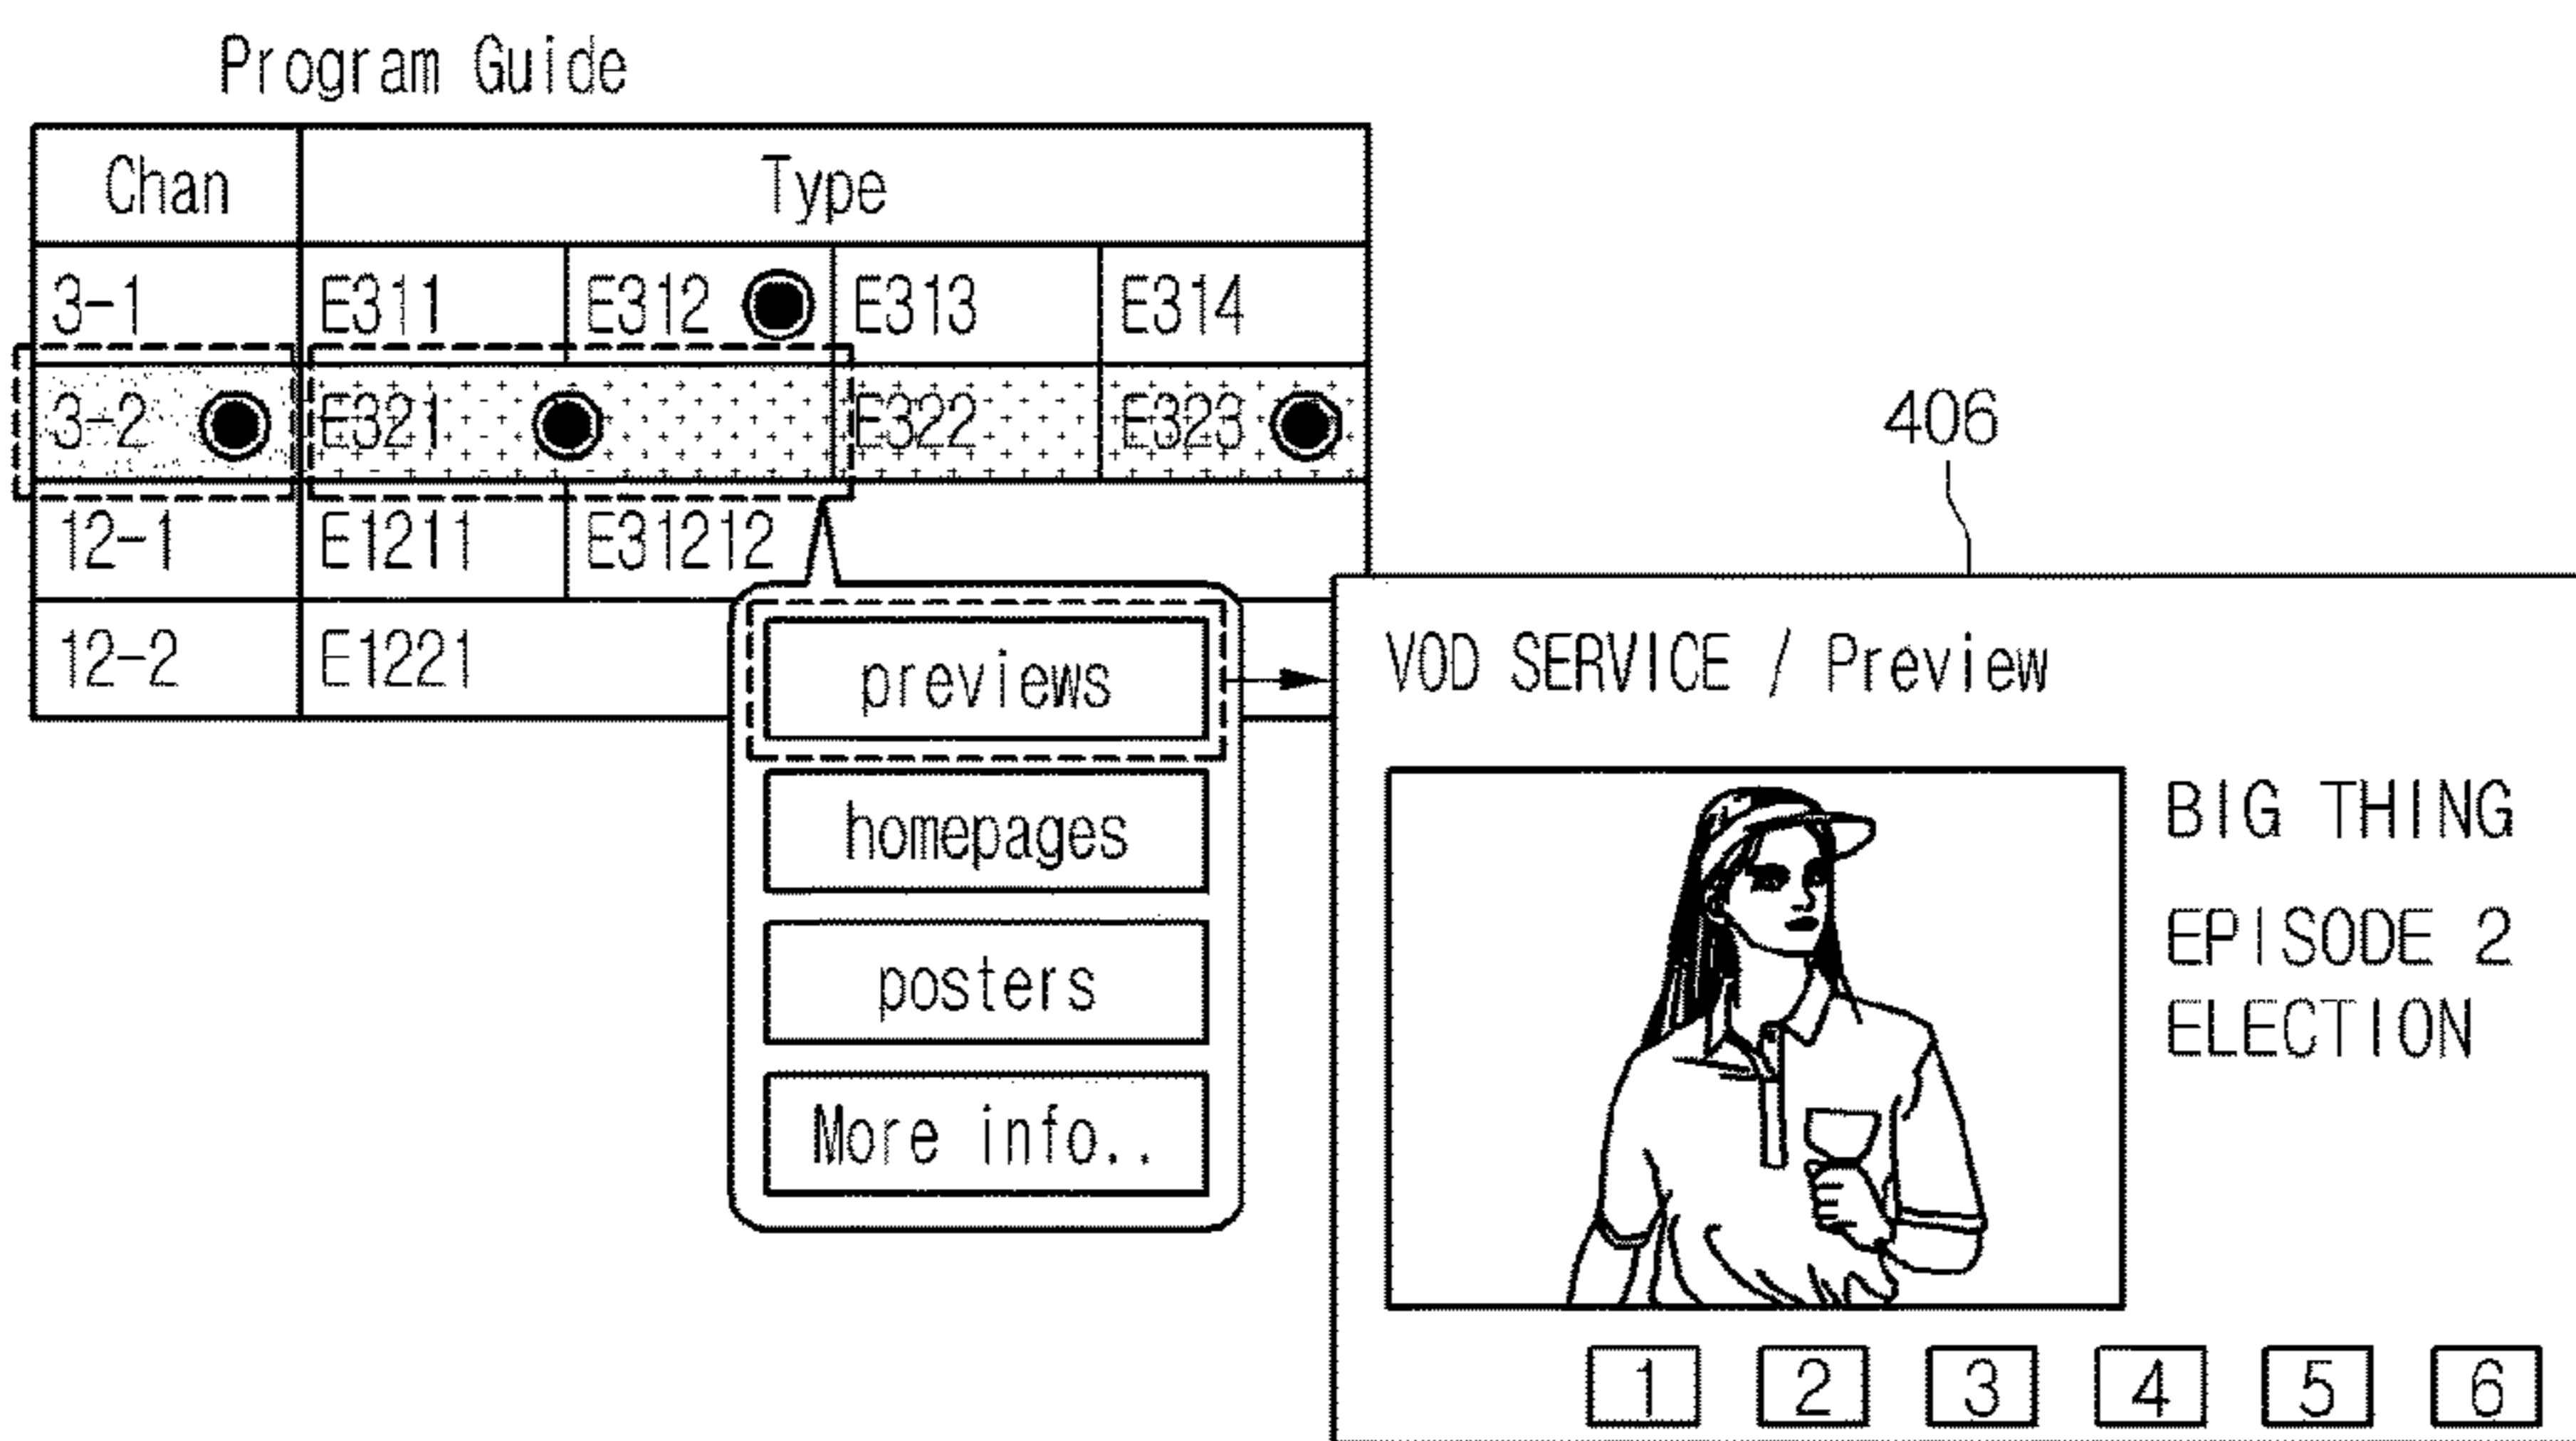 Program Guide
Chan Type
3-1 E311 E312 E313 E314
3-2 E321 E322 E323
12-1 E1211 E31212
12-2 E1221
previews
homepages
posters
More info..
406
VOD SERVICE / Preview
BIG THING
EPISODE 2
ELECTION
1 2 3 4 5 6